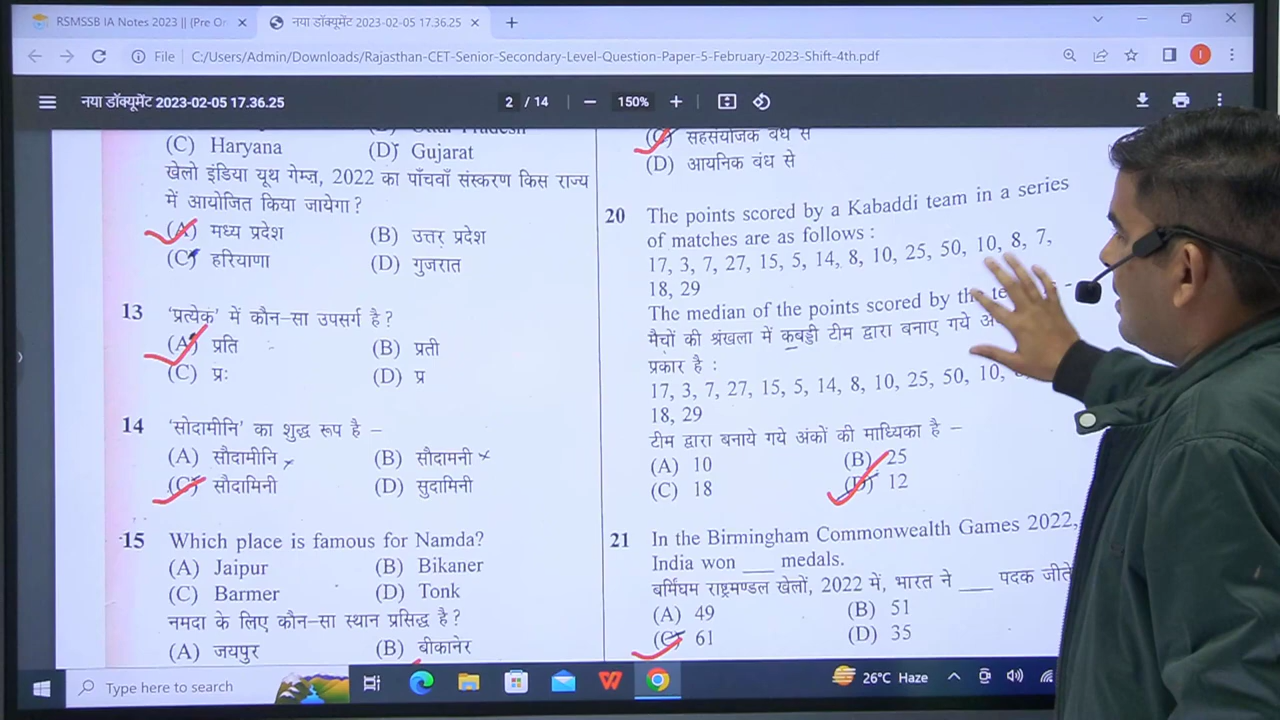 RSMSSB IA Notes 2023 || (Pre On
नया डॉक्यूमेंट 2023-02-05 17.36.25
File
C:/Users/Admin/Downloads/Rajasthan-CET-Senior-Secondary-Level-Question-Paper-5-February-2023-Shift-4th.pdf
नया डॉक्यूमेंट 2023-02-05 17.36.25
2 / 14
150%
(C) Haryana
(D) Gujarat
खेलो इंडिया यूथ गेम्ज़, 2022 का पाँचवाँ संस्करण किस राज्य
में आयोजित किया जायेगा?
(A) मध्य प्रदेश
(B) उत्तर प्रदेश
(C) हरियाणा
(D) गुजरात
13 'प्रत्येक' में कौन-सा उपसर्ग है?
(A) प्रति
(B) प्रती
(C) प्रः
(D) प्र
14 'सोदामीनि' का शुद्ध रूप है –
(A) सौदामीनि
(B) सौदामनी
(C) सौदामिनी
(D) सुदामिनी
15 Which place is famous for Namda?
(A) Jaipur
(B) Bikaner
(C) Barmer
(D) Tonk
नमदा के लिए कौन-सा स्थान प्रसिद्ध है?
(A) जयपुर
(B) बीकानेर
(C) सहसंयोजक बंध से
(D) आयनिक बंध से
20 The points scored by a Kabaddi team in a series
of matches are as follows :
17, 3, 7, 27, 15, 5, 14, 8, 10, 25, 50, 10, 8, 7,
18, 29
The median of the points scored by the
मैचों की श्रंखला में कबड्डी टीम द्वारा बनाए गये
प्रकार है :
17, 3, 7, 27, 15, 5, 14, 8, 10, 25, 50, 10,
18, 29
टीम द्वारा बनाये गये अंकों की माध्यिका है –
(A) 10
(B) 25
(C) 18
(D) 12
21 In the Birmingham Commonwealth Games 2022,
India won ___ medals.
बर्मिंघम राष्ट्रमण्डल खेलों, 2022 में, भारत ने ___ पदक जीते
(A) 49
(B) 51
(C) 61
(D) 35
Type here to search
26°C Haze